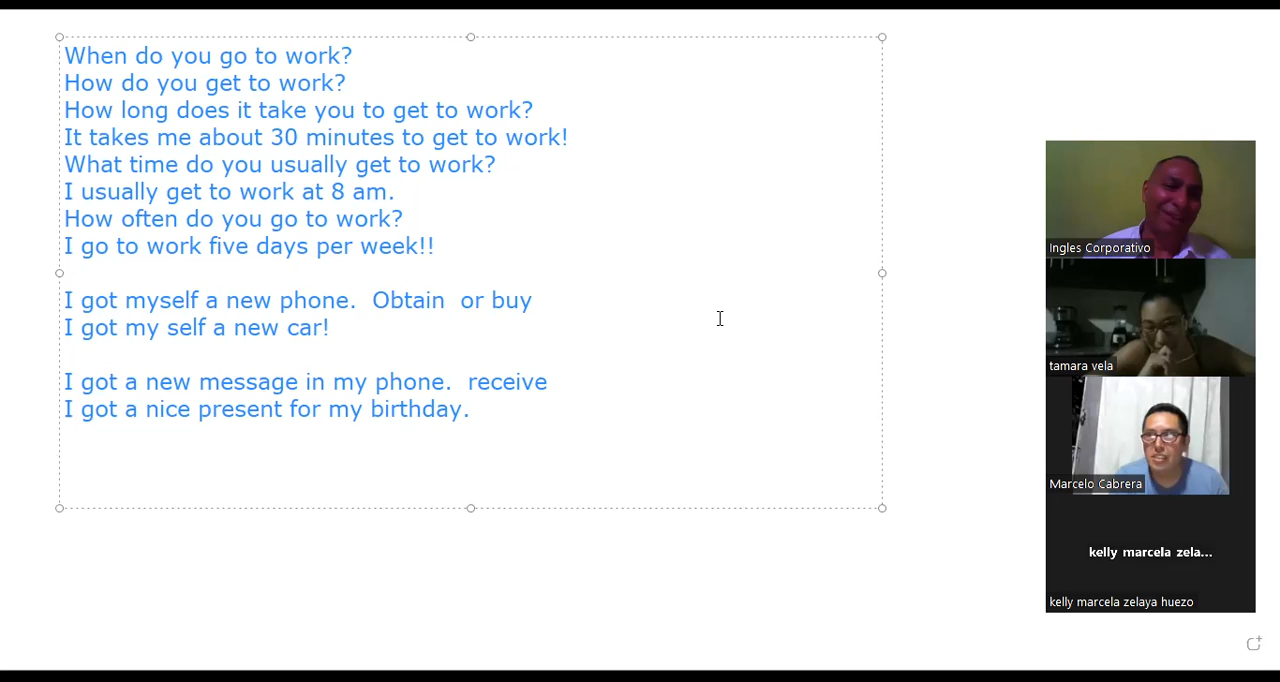 When do you go to work?
How do you get to work?
How long does it take you to get to work?
It takes me about 30 minutes to get to work!
What time do you usually get to work?
I usually get to work at 8 am.
How often do you go to work?
I go to work five days per week!!
I got myself a new phone.  Obtain  or buy
I got my self a new car!
I got a new message in my phone.  receive
I got a nice present for my birthday.
Ingles Corporativo
tamara vela
Marcelo Cabrera
kelly marcela zela...
kelly marcela zelaya huezo